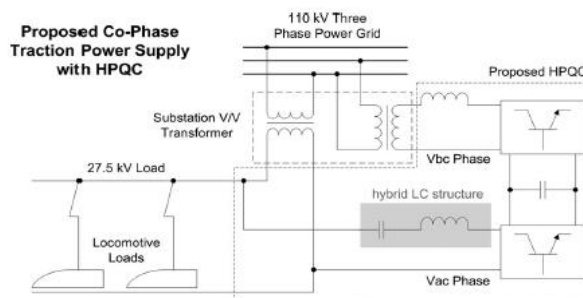 Proposed Co-Phase
Traction Power Supply
with HPQC
110 kV Three
Phase Power Grid
Proposed HPQC
Substation V/V
Transformer
Vbc Phase
27.5 kV Load
hybrid LC structure
Locomotive
Loads
Vac Phase